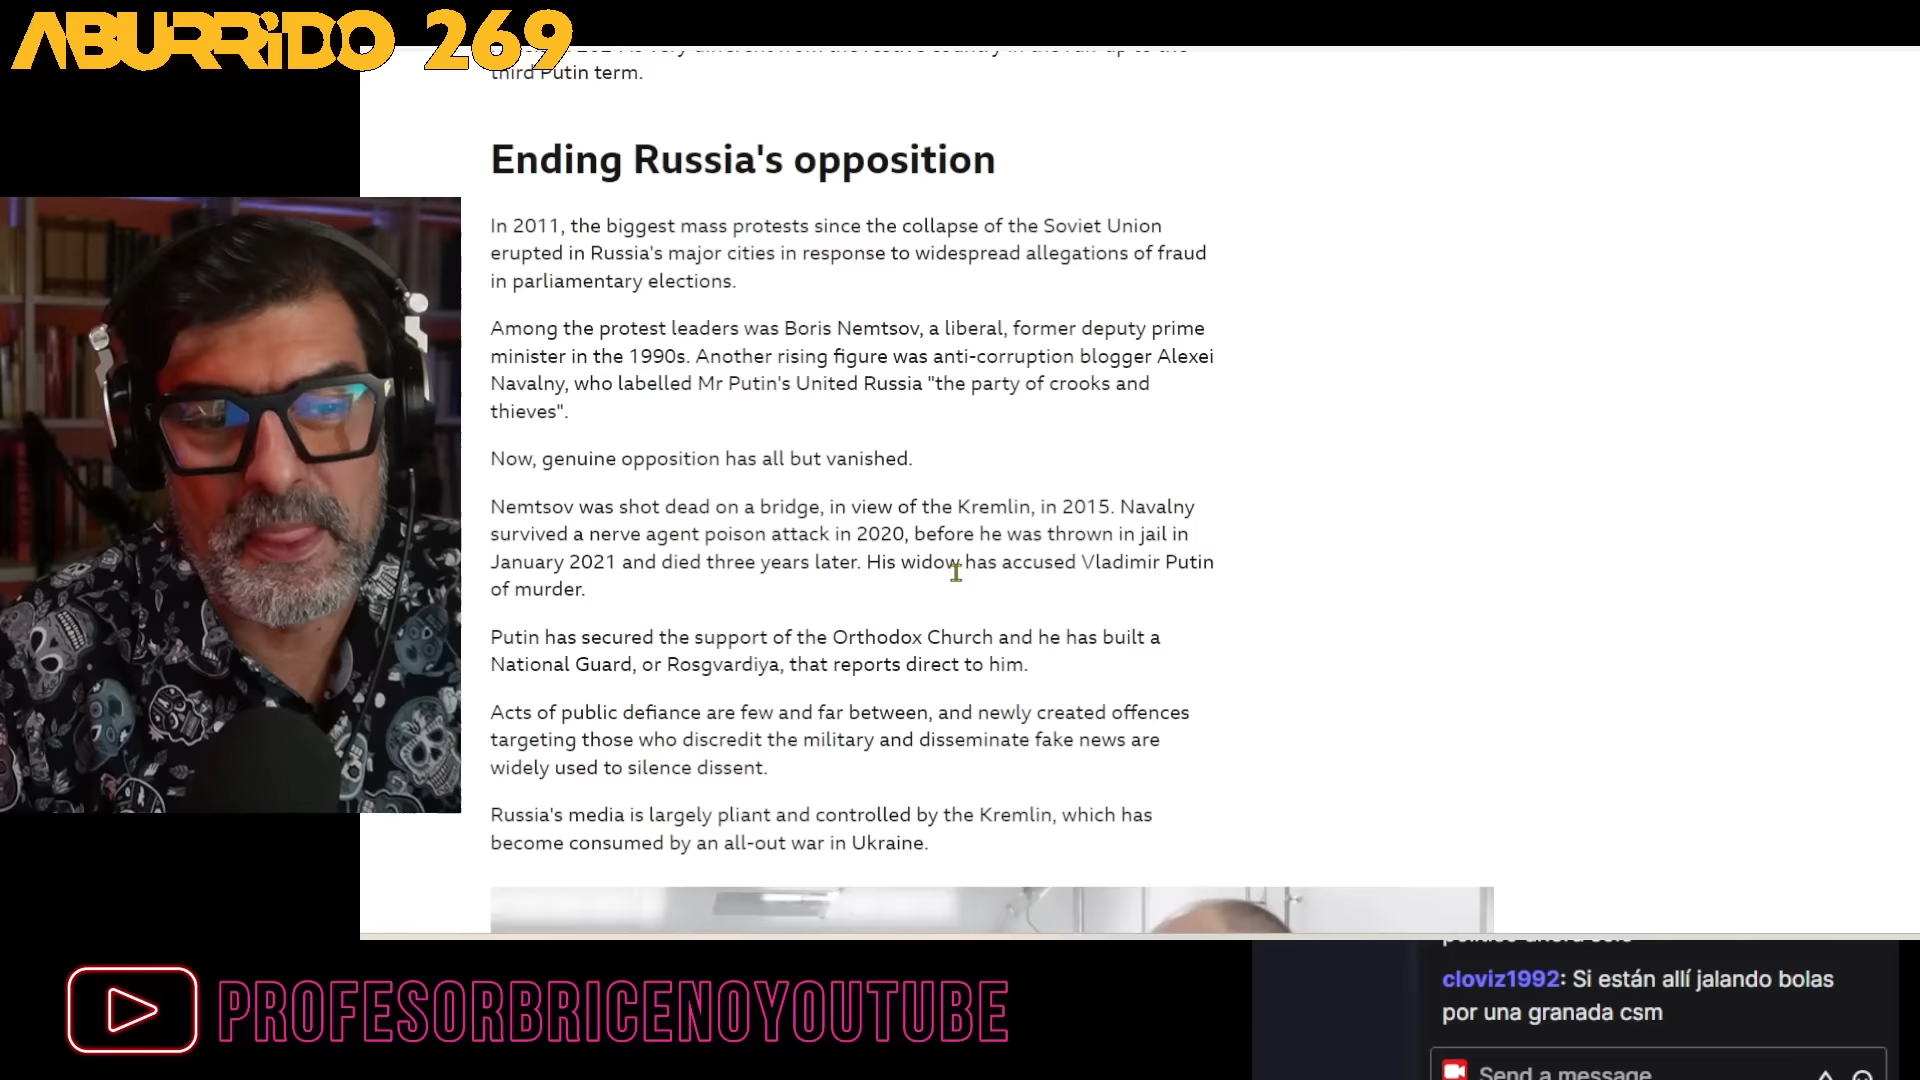 ABURRiDO 269
third Putin term.
Ending Russia's opposition
In 2011, the biggest mass protests since the collapse of the Soviet Union
erupted in Russia's major cities in response to widespread allegations of fraud
in parliamentary elections.
Among the protest leaders was Boris Nemtsov, a liberal, former deputy prime
minister in the 1990s. Another rising figure was anti-corruption blogger Alexei
Navalny, who labelled Mr Putin's United Russia "the party of crooks and
thieves".
Now, genuine opposition has all but vanished.
Nemtsov was shot dead on a bridge, in view of the Kremlin, in 2015. Navalny
survived a nerve agent poison attack in 2020, before he was thrown in jail in
January 2021 and died three years later. His widow has accused Vladimir Putin
of murder.
Putin has secured the support of the Orthodox Church and he has built a
National Guard, or Rosgvardiya, that reports direct to him.
Acts of public defiance are few and far between, and newly created offences
targeting those who discredit the military and disseminate fake news are
widely used to silence dissent.
Russia's media is largely pliant and controlled by the Kremlin, which has
become consumed by an all-out war in Ukraine.
PROFESORBRICENOYOUTUBE
cloviz1992: Si están allí jalando bolas
por una granada csm
Send a message